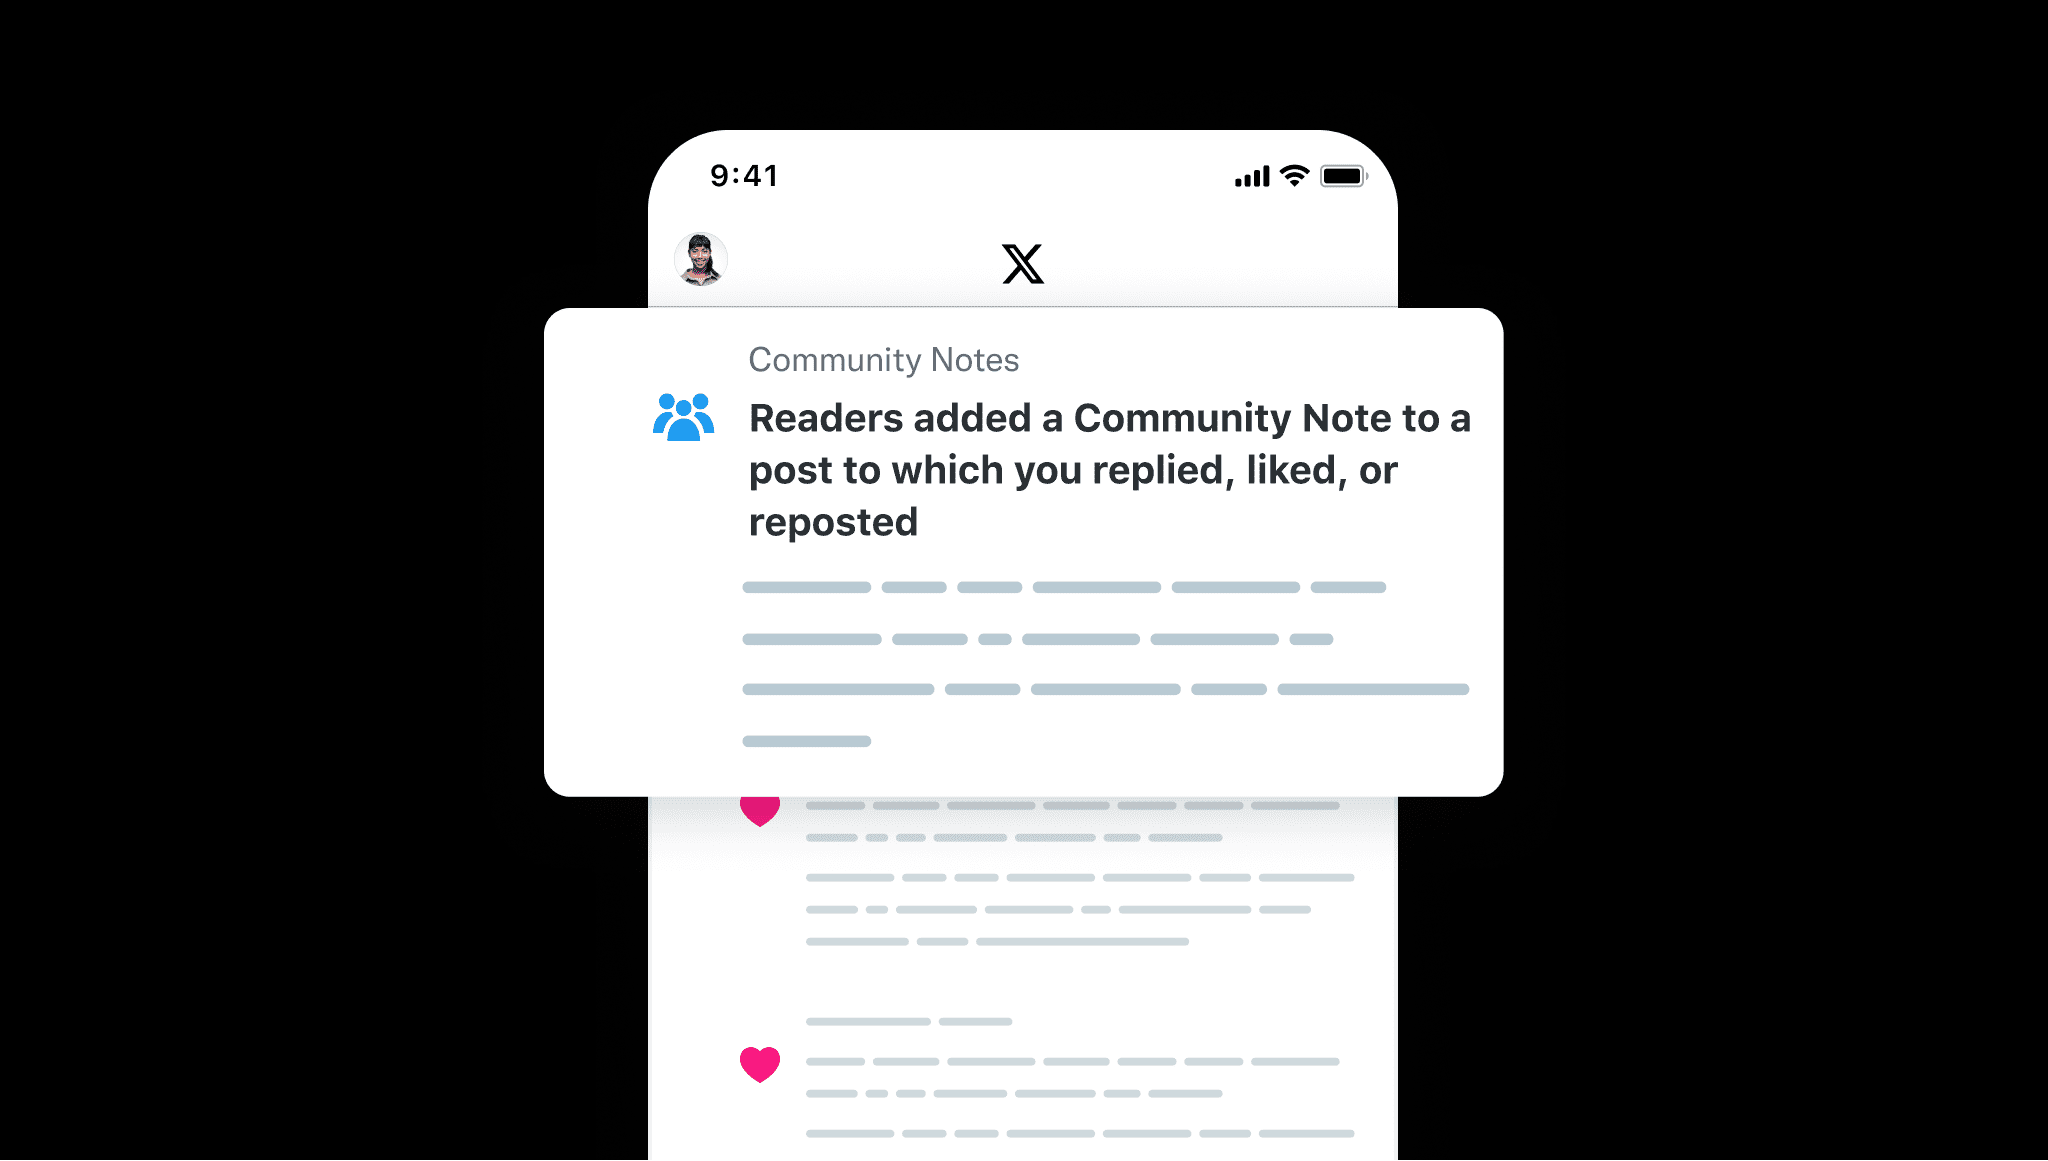 9:41
Community Notes
Readers added a Community Note to a
post to which you replied, liked, or
reposted